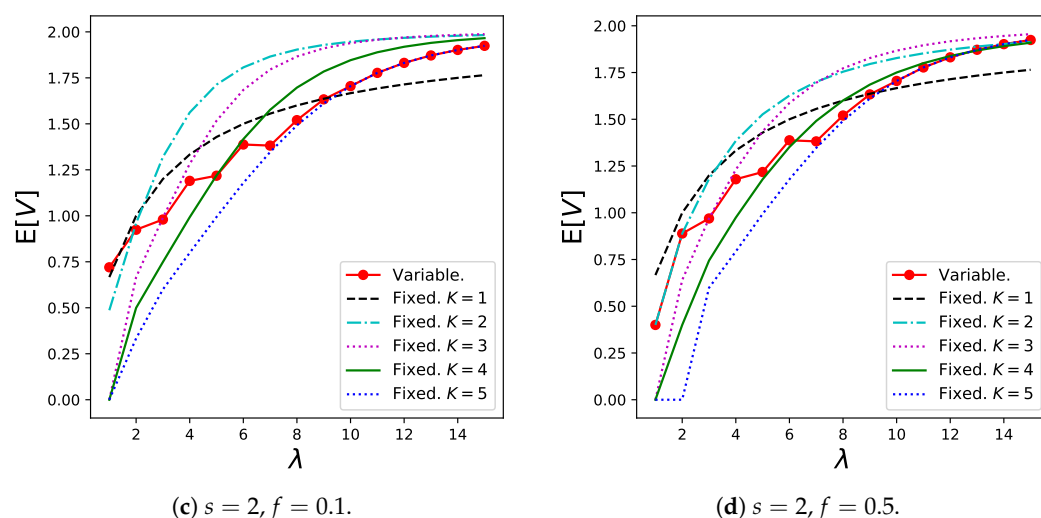 2.00
1.75
1.50
1.25
1.00
0.75
0.50
0.25
0.00
E[V]
2 4 6 8 10 12 14
λ
Variable.
Fixed. K = 1
Fixed. K = 2
Fixed. K = 3
Fixed. K = 4
Fixed. K = 5
(c) s = 2, f = 0.1.
2.00
1.75
1.50
1.25
1.00
0.75
0.50
0.25
0.00
E[V]
2 4 6 8 10 12 14
λ
Variable.
Fixed. K = 1
Fixed. K = 2
Fixed. K = 3
Fixed. K = 4
Fixed. K = 5
(d) s = 2, f = 0.5.